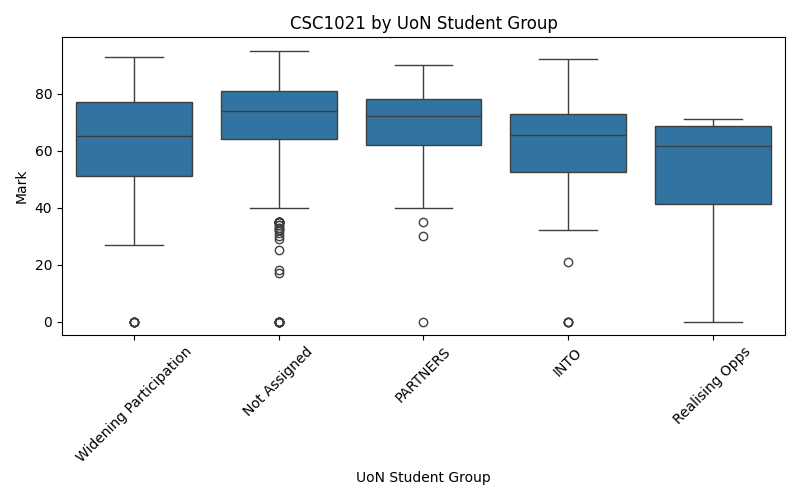 CSC1021 by UoN Student Group
Mark
80
60
40
20
0
Widening Participation
Not Assigned
PARTNERS
INTO
Realising Opps
UoN Student Group